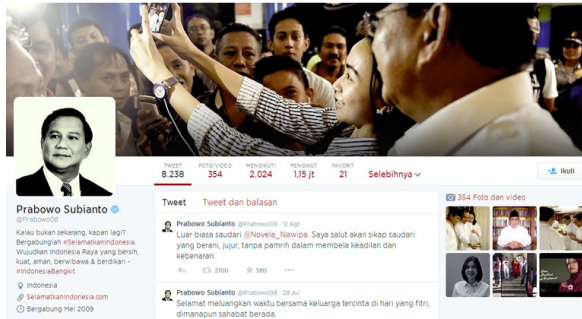 TWEET
8.238
FOTO/VIDEO
354
MENGIKUTI
2.024
PENGIKUT
1,15 jt
FAVORIT
21
Selebihnya
Ikuti
Prabowo Subianto
@Prabowo08
Kalau bukan sekarang, kapan lagi?
Bergabunglah #SelamatkanIndonesia.
Wujudkan Indonesia Raya yang bersih,
kuat, aman, berwibawa & berdikari -
#IndonesiaBangkit
Indonesia
SelamatkanIndonesia.com
Bergabung Mei 2009
Tweet Tweet dan balasan
Prabowo Subianto @Prabowo08 · 12 Agt
Luar biasa saudari @Novela_Nawipa. Saya salut akan sikap saudari
yang berani, jujur, tanpa pamrih dalam membela keadilan dan
kebenaran.
2100 580
Prabowo Subianto @Prabowo08 · 28 Jul
Selamat meluangkan waktu bersama keluarga tercinta di hari yang fitri,
dimanapun sahabat berada.
354 Foto dan video